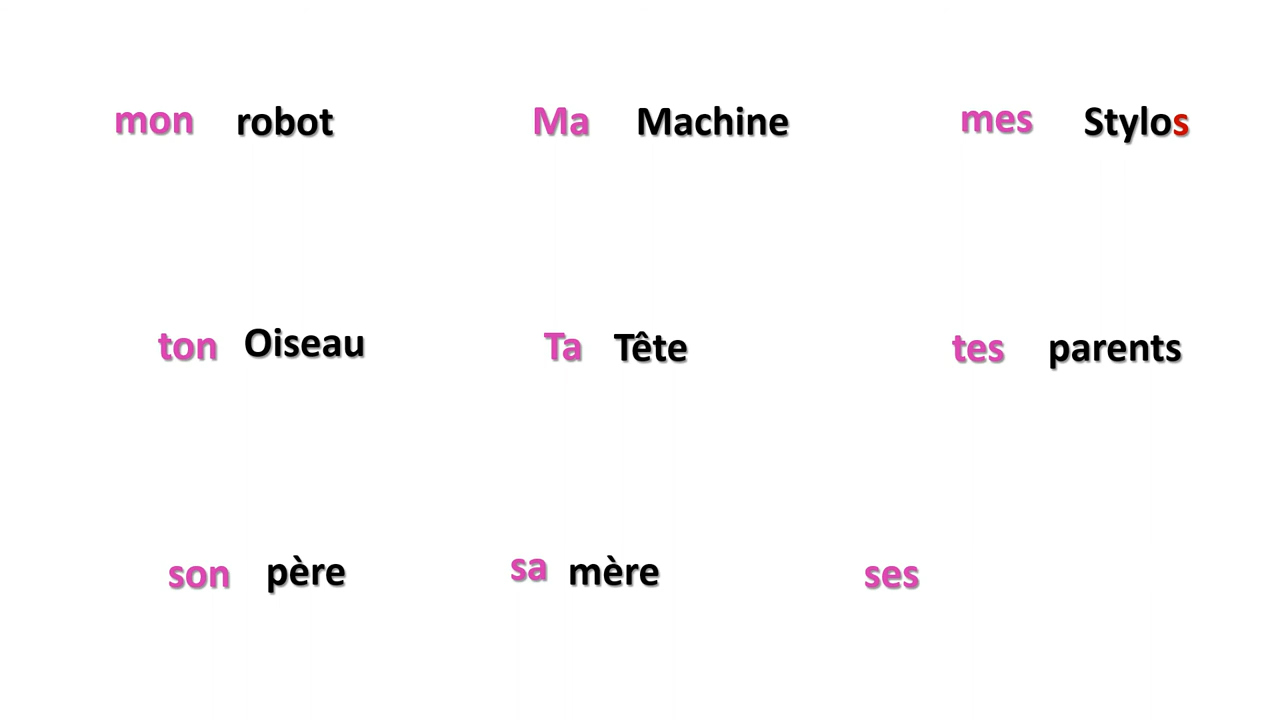 mon robot Ma Machine mes Stylos
ton Oiseau Ta Tête tes parents
son père sa mère ses